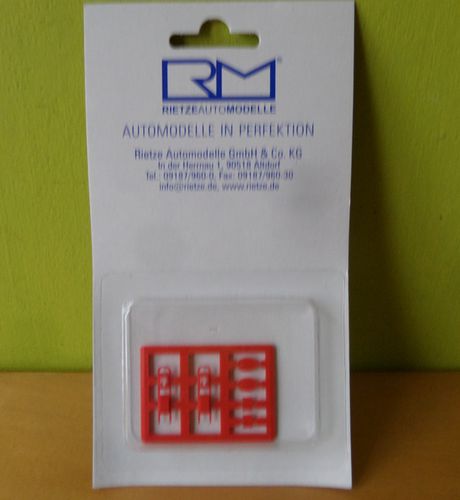 RM®
RIETZEAUTOMODELLE
AUTOMODELLE IN PERFEKTION
Rietze Automodelle GmbH & Co. KG
In der Herrnau 1, 90518 Altdorf
Tel.: 09187/960-0, Fax: 09187/960-30
info@rietze.de, www.rietze.de